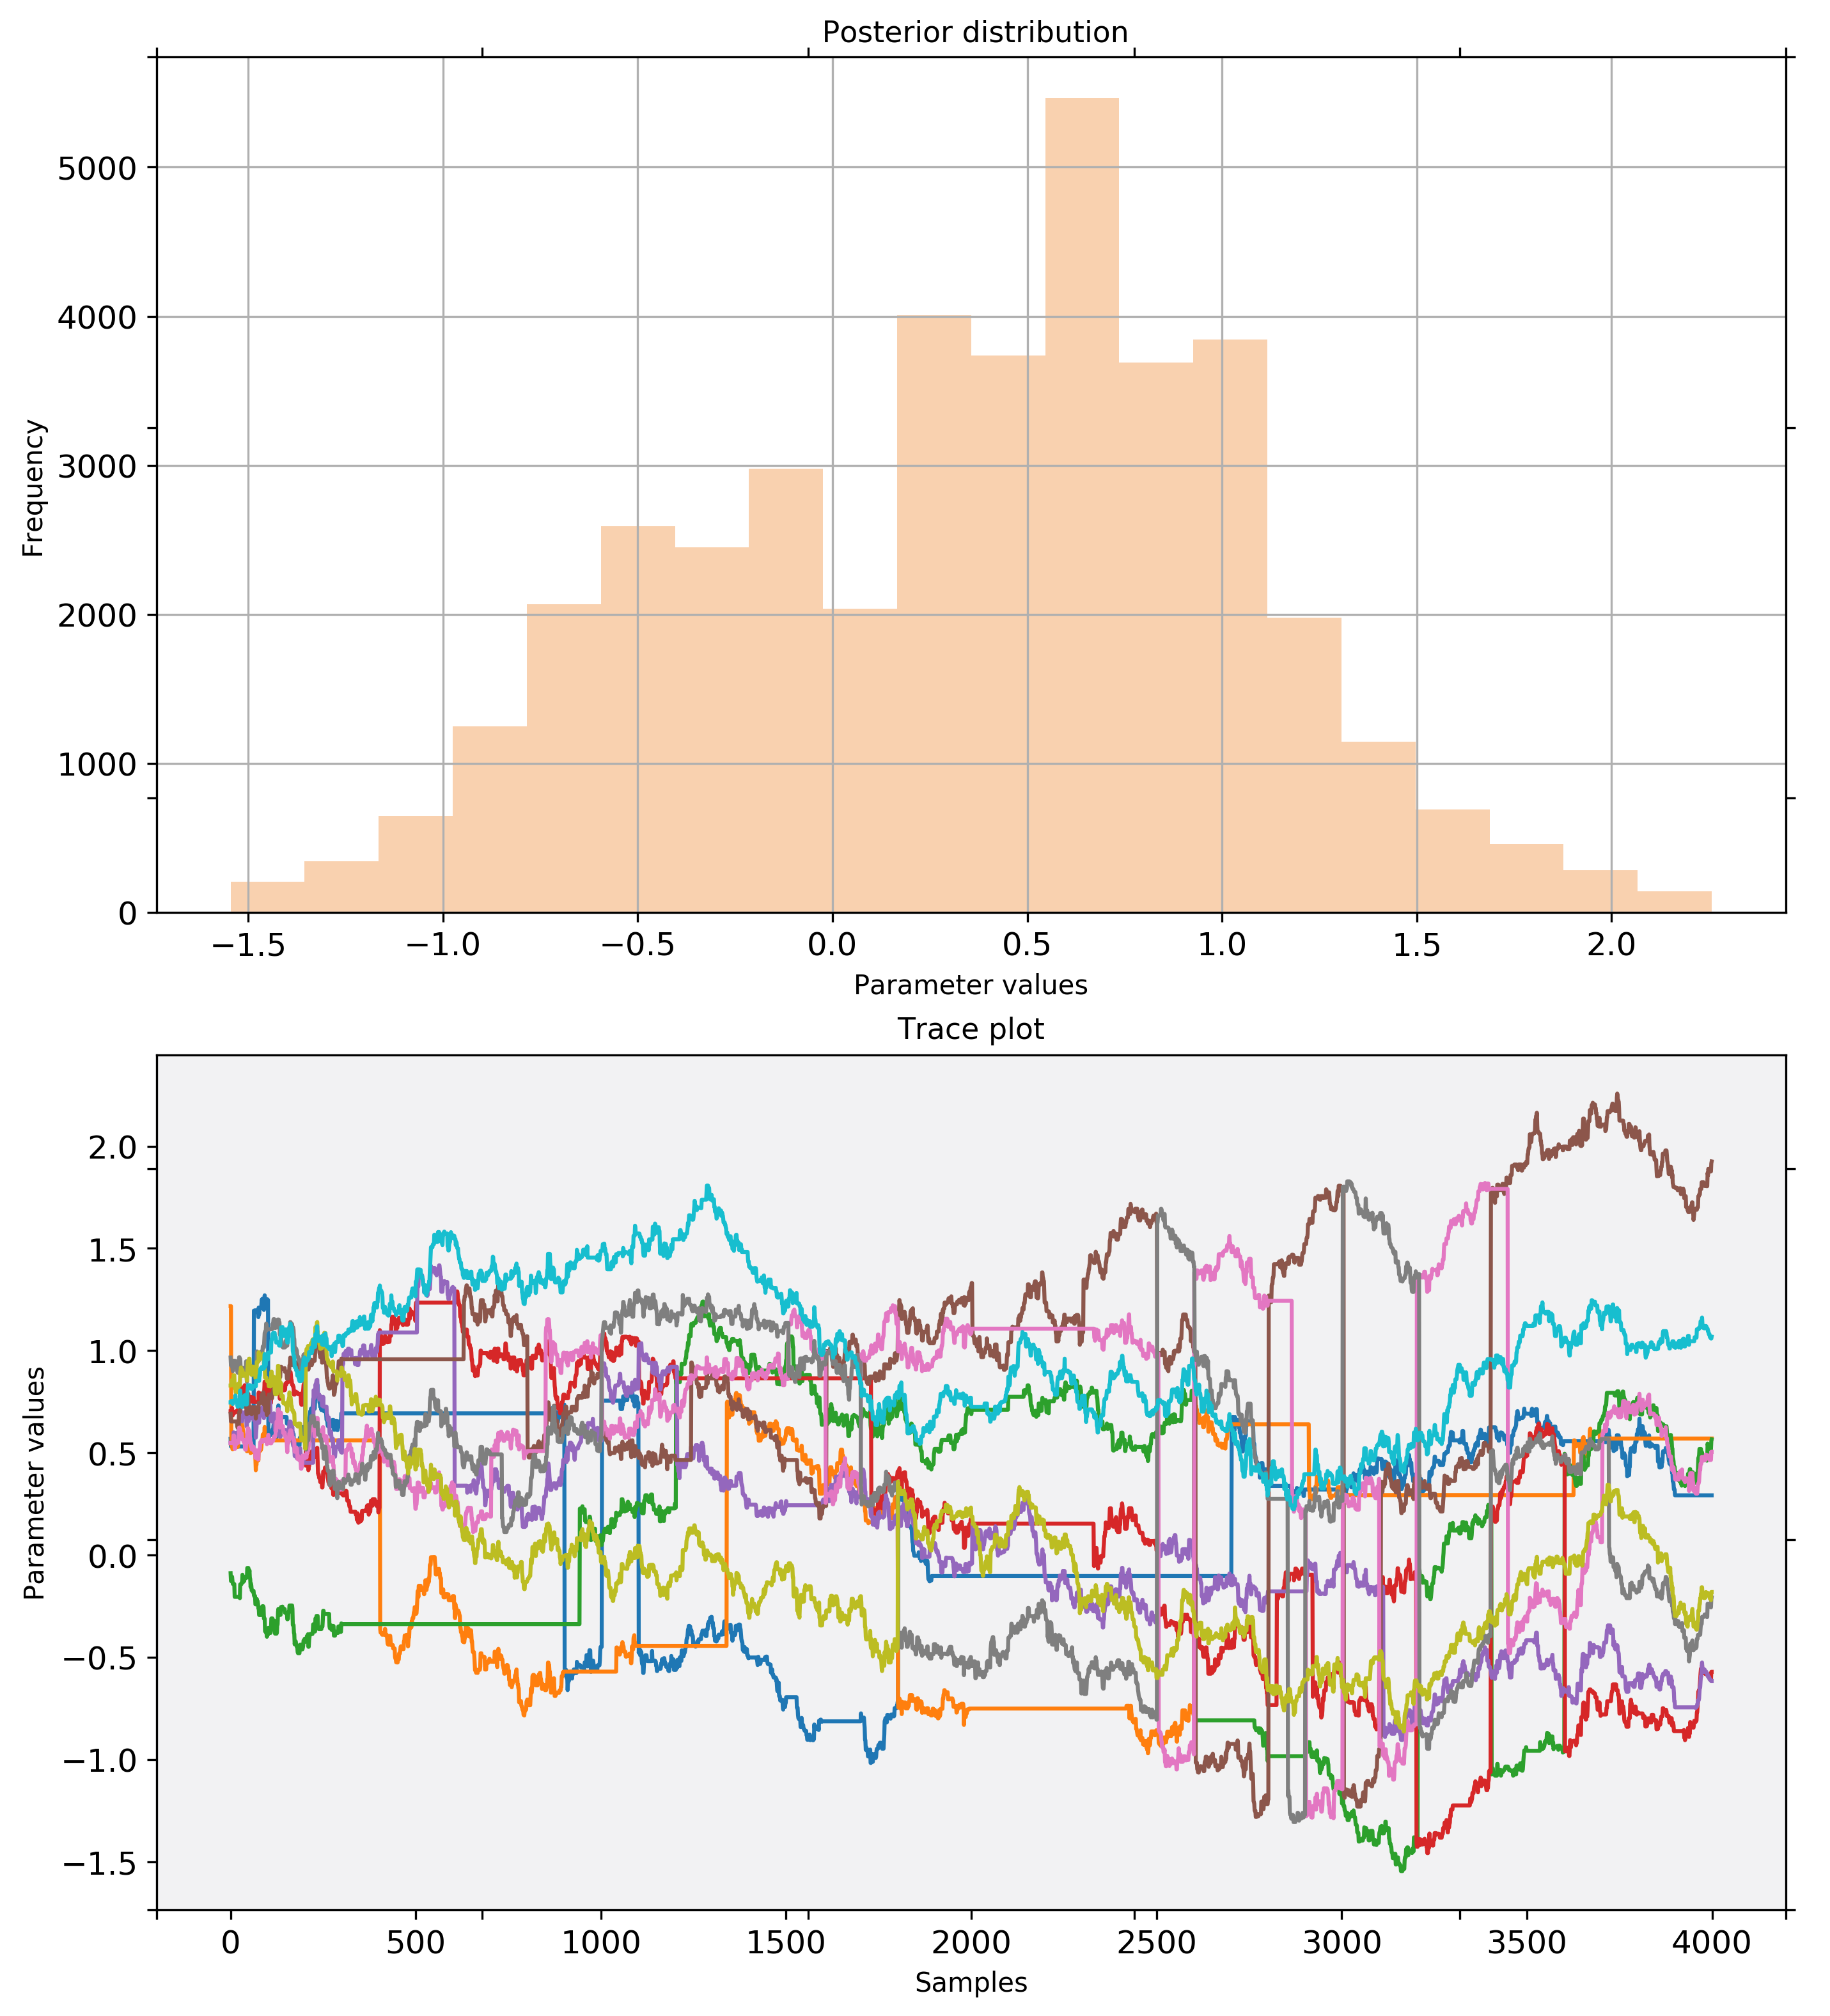 Posterior distribution
5000
4000
3000
2000
1000
0
Frequency
−1.5 −1.0 −0.5 0.0 0.5 1.0 1.5 2.0
Parameter values
Trace plot
2.0
1.5
1.0
0.5
0.0
−0.5
−1.0
−1.5
Parameter values
0 500 1000 1500 2000 2500 3000 3500 4000
Samples